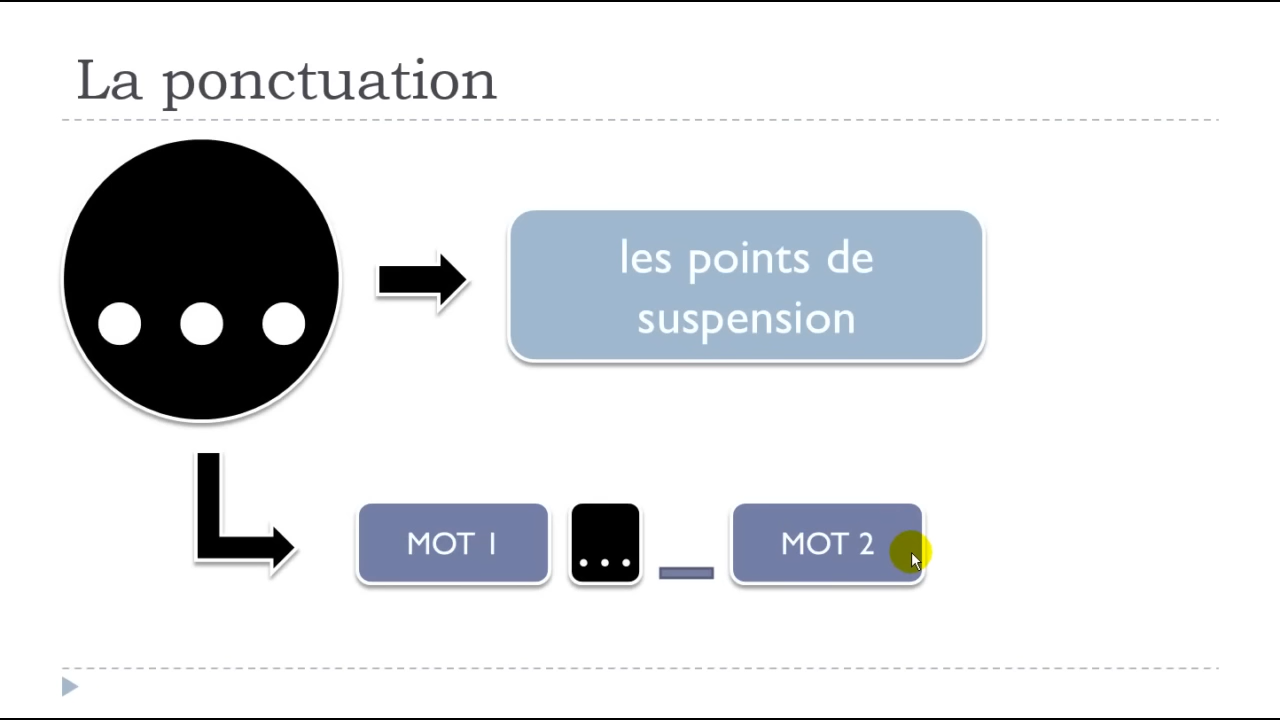 La ponctuation
les points de
suspension
MOT 1 ... _ MOT 2